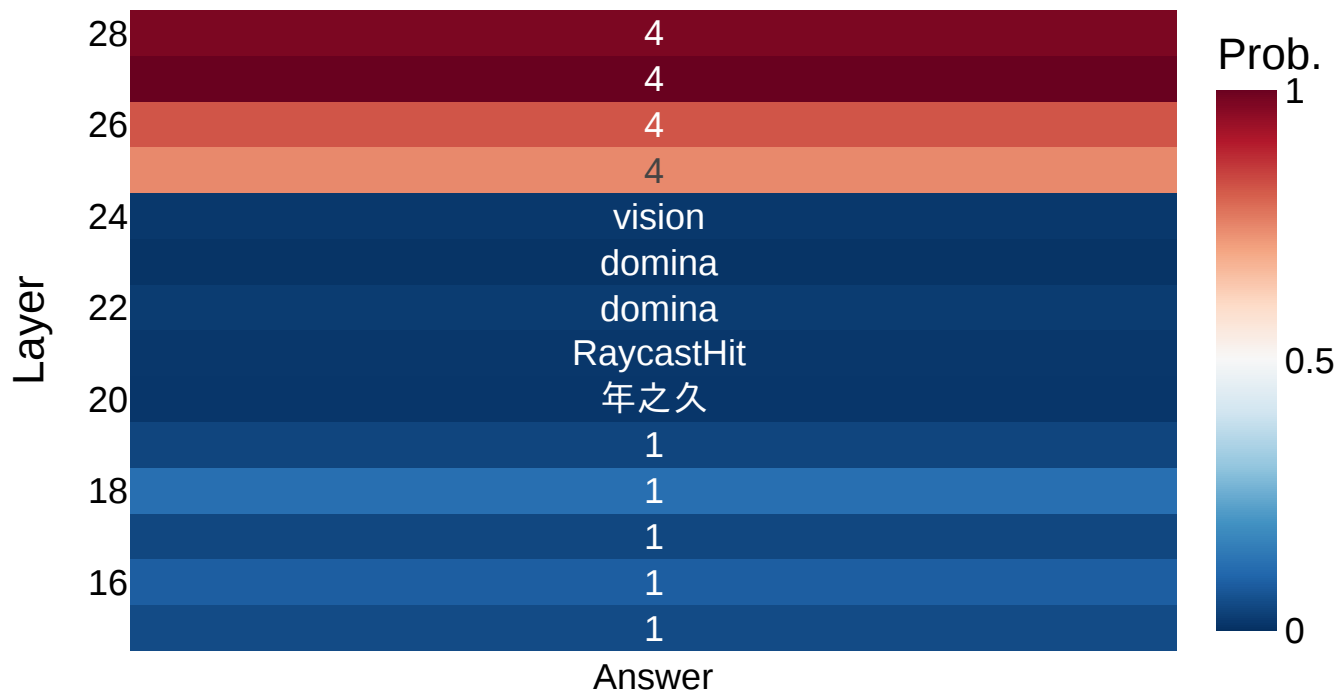 28
4
4
26
4
4
24
vision
domina
22
domina
RaycastHit
20
年之久
1
18
1
1
16
1
1
Layer
Answer
Prob.
1
0.5
0